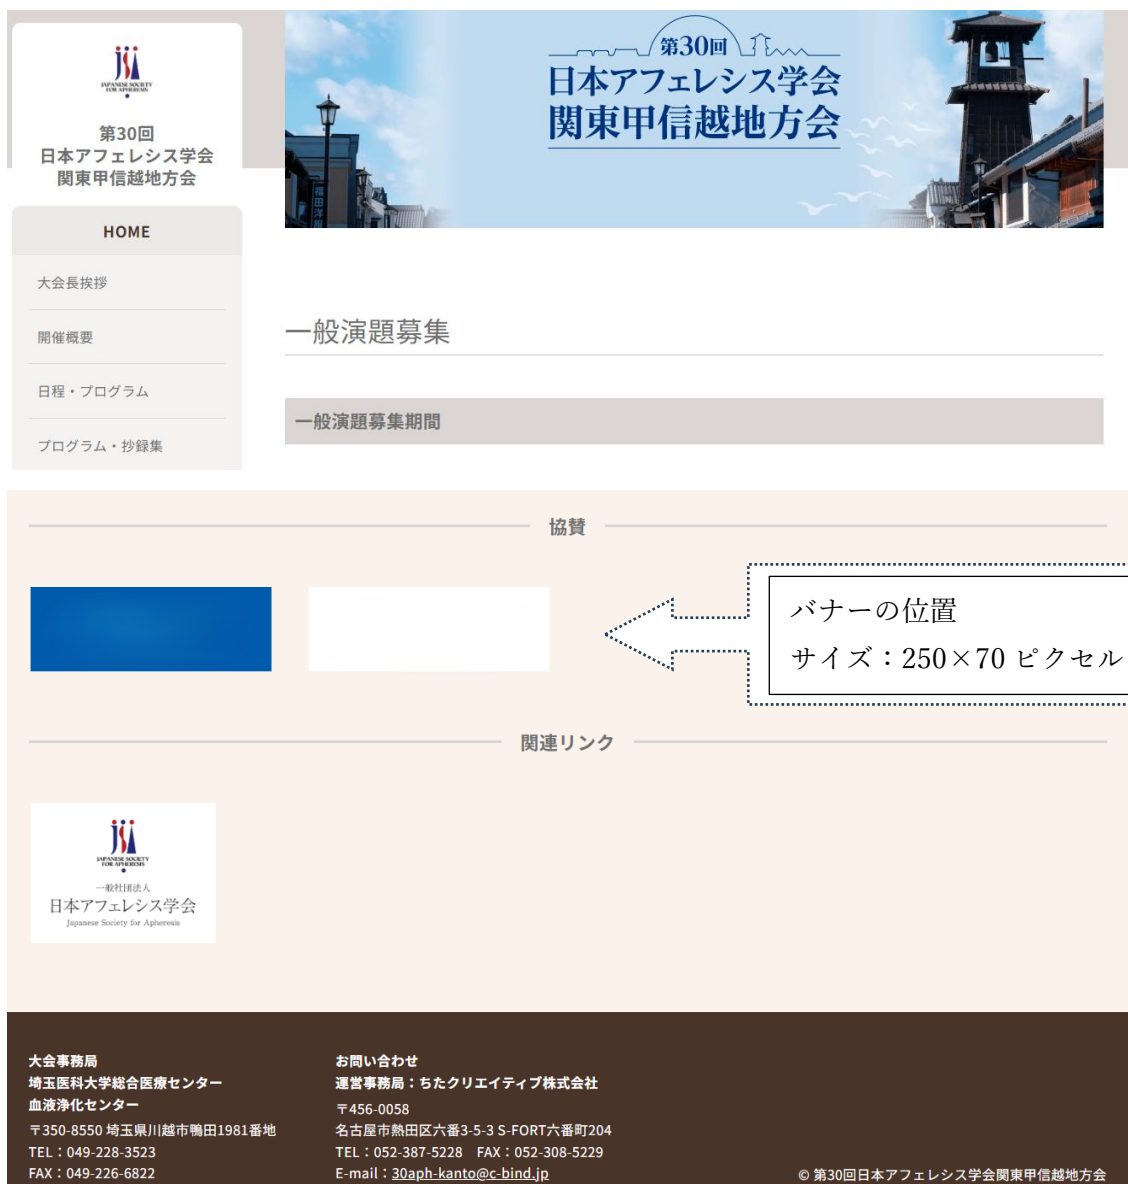 JAPANESE SOCIETY
FOR APHERESIS
第30回
日本アフェレシス学会
関東甲信越地方会
HOME
大会長挨拶
開催概要
日程・プログラム
プログラム・抄録集
第30回
日本アフェレシス学会
関東甲信越地方会
一般演題募集
一般演題募集期間
協賛
バナーの位置
サイズ：250×70 ピクセル
関連リンク
JAPANESE SOCIETY
FOR APHERESIS
一般社団法人
日本アフェレシス学会
Japanese Society for Apheresis
大会事務局
埼玉医科大学総合医療センター
血液浄化センター
〒350-8550 埼玉県川越市鴨田1981番地
TEL：049-228-3523
FAX：049-226-6822
お問い合わせ
運営事務局：ちたクリエイティブ株式会社
〒456-0058
名古屋市熱田区六番3-5-3 S-FORT六番町204
TEL：052-387-5228　FAX：052-308-5229
E-mail：30aph-kanto@c-bind.jp
© 第30回日本アフェレシス学会関東甲信越地方会